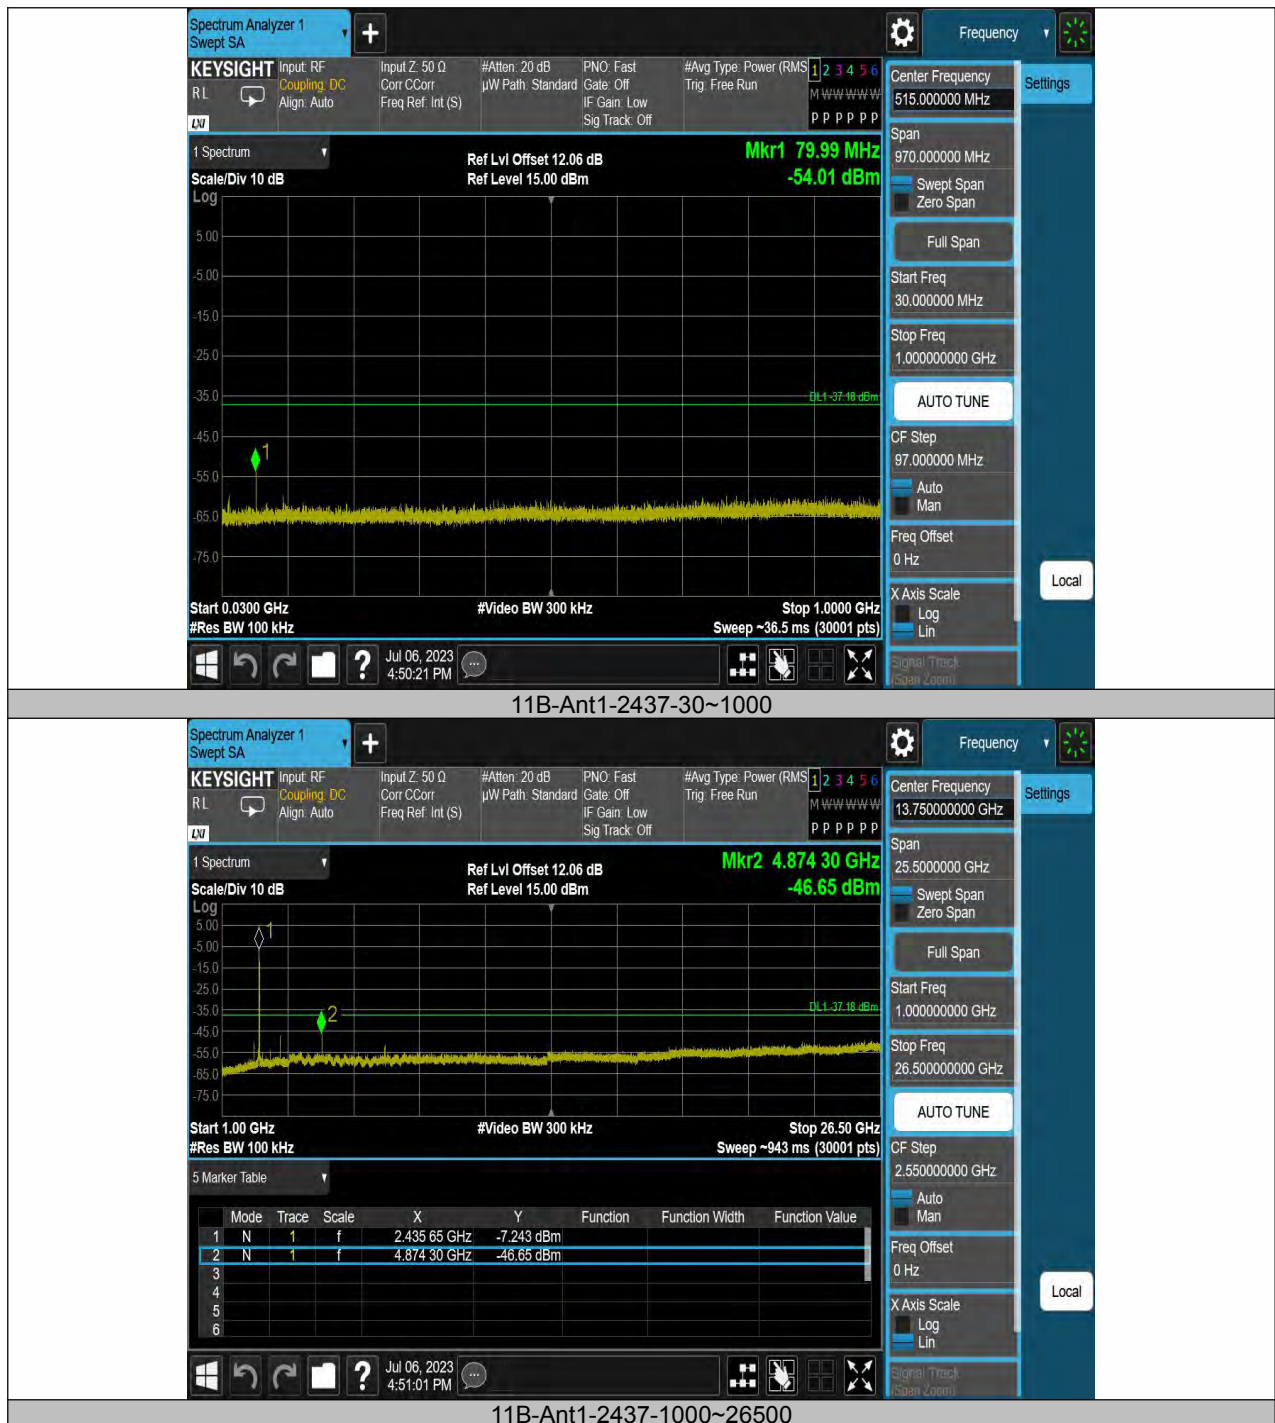 Spectrum Analyzer 1
Swept SA
Frequency
KEYSIGHT
RL
LXI
Input: RF
Coupling: DC
Align: Auto
Input Z: 50 Ω
Corr CCorr
Freq Ref: Int (S)
#Atten: 20 dB
µW Path: Standard
PNO: Fast
Gate: Off
IF Gain: Low
Sig Track: Off
#Avg Type: Power (RMS
Trig: Free Run
1 2 3 4 5 6
M W W W W W
P P P P P P
Center Frequency
515.000000 MHz
Settings
Span
970.000000 MHz
Swept Span
Zero Span
Full Span
Start Freq
30.000000 MHz
Stop Freq
1.000000000 GHz
AUTO TUNE
CF Step
97.000000 MHz
Auto
Man
Freq Offset
0 Hz
X Axis Scale
Log
Lin
Signal Track
(Span Zoom)
Local
1 Spectrum
Scale/Div 10 dB
Ref Lvl Offset 12.06 dB
Ref Level 15.00 dBm
Mkr1 79.99 MHz
-54.01 dBm
Log
5.00
-5.00
-15.0
-25.0
-35.0
-45.0
-55.0
-65.0
-75.0
DL1 -37.18 dBm
1
Start 0.0300 GHz
#Video BW 300 kHz
Stop 1.0000 GHz
#Res BW 100 kHz
Sweep ~36.5 ms (30001 pts)
Jul 06, 2023
4:50:21 PM
11B-Ant1-2437-30~1000
Spectrum Analyzer 1
Swept SA
Frequency
KEYSIGHT
RL
LXI
Input: RF
Coupling: DC
Align: Auto
Input Z: 50 Ω
Corr CCorr
Freq Ref: Int (S)
#Atten: 20 dB
µW Path: Standard
PNO: Fast
Gate: Off
IF Gain: Low
Sig Track: Off
#Avg Type: Power (RMS
Trig: Free Run
1 2 3 4 5 6
M W W W W W
P P P P P P
Center Frequency
13.750000000 GHz
Settings
Span
25.5000000 GHz
Swept Span
Zero Span
Full Span
Start Freq
1.000000000 GHz
Stop Freq
26.500000000 GHz
AUTO TUNE
CF Step
2.550000000 GHz
Auto
Man
Freq Offset
0 Hz
X Axis Scale
Log
Lin
Signal Track
(Span Zoom)
Local
1 Spectrum
Scale/Div 10 dB
Ref Lvl Offset 12.06 dB
Ref Level 15.00 dBm
Mkr2 4.874 30 GHz
-46.65 dBm
Log
5.00
-5.00
-15.0
-25.0
-35.0
-45.0
-55.0
-65.0
-75.0
DL1 -37.18 dBm
1
2
Start 1.00 GHz
#Video BW 300 kHz
Stop 26.50 GHz
#Res BW 100 kHz
Sweep ~943 ms (30001 pts)
5 Marker Table
Mode Trace Scale X Y Function Function Width Function Value
1 N 1 f 2.435 65 GHz -7.243 dBm
2 N 1 f 4.874 30 GHz -46.65 dBm
3
4
5
6
Jul 06, 2023
4:51:01 PM
11B-Ant1-2437-1000~26500